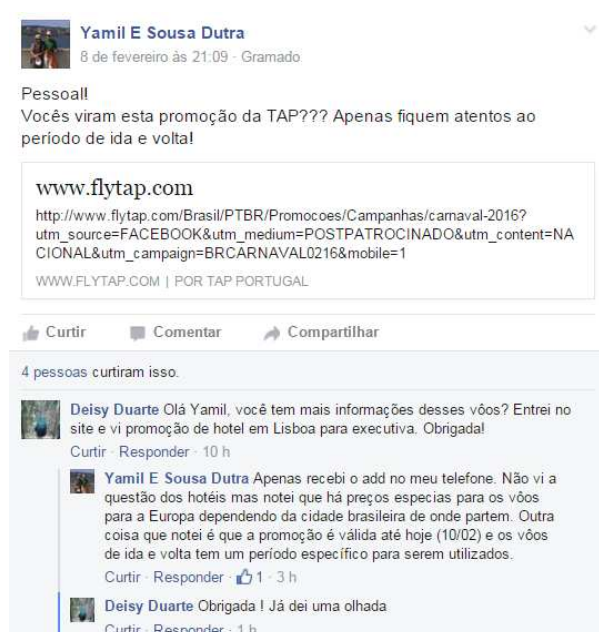 Yamil E Sousa Dutra
8 de fevereiro às 21:09 · Gramado
Pessoal!
Vocês viram esta promoção da TAP??? Apenas fiquem atentos ao
período de ida e volta!
www.flytap.com
http://www.flytap.com/Brasil/PTBR/Promocoes/Campanhas/carnaval-2016?
utm_source=FACEBOOK&utm_medium=POSTPATROCINADO&utm_content=NA
CIONAL&utm_campaign=BRCARNAVAL0216&mobile=1
WWW.FLYTAP.COM | POR TAP PORTUGAL
Curtir Comentar Compartilhar
4 pessoas curtiram isso.
Deisy Duarte Olá Yamil, você tem mais informações desses vôos? Entrei no
site e vi promoção de hotel em Lisboa para executiva. Obrigada!
Curtir · Responder · 10 h
Yamil E Sousa Dutra Apenas recebi o add no meu telefone. Não vi a
questão dos hotéis mas notei que há preços especias para os vôos
para a Europa dependendo da cidade brasileira de onde partem. Outra
coisa que notei é que a promoção é válida até hoje (10/02) e os vôos
de ida e volta tem um período específico para serem utilizados.
Curtir · Responder · 1 · 3 h
Deisy Duarte Obrigada ! Já dei uma olhada
Curtir · Responder · 1 h